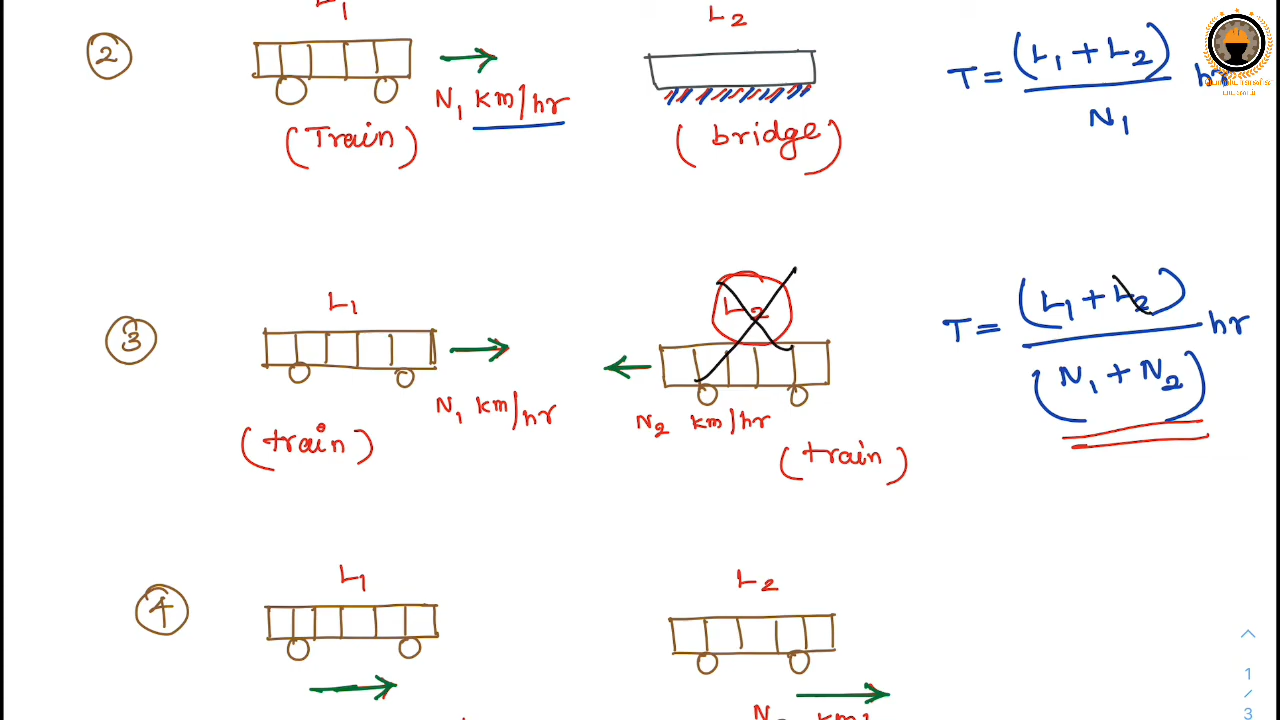 L1
L2
2
T = (L1 + L2) / N1 hr
N1 km/hr
(Train)
(bridge)
3
L1
L2
T = (L1 + L2) / (N1 + N2) hr
N1 km/hr
N2 km/hr
(train)
(train)
4
L1
L2
1
/
3